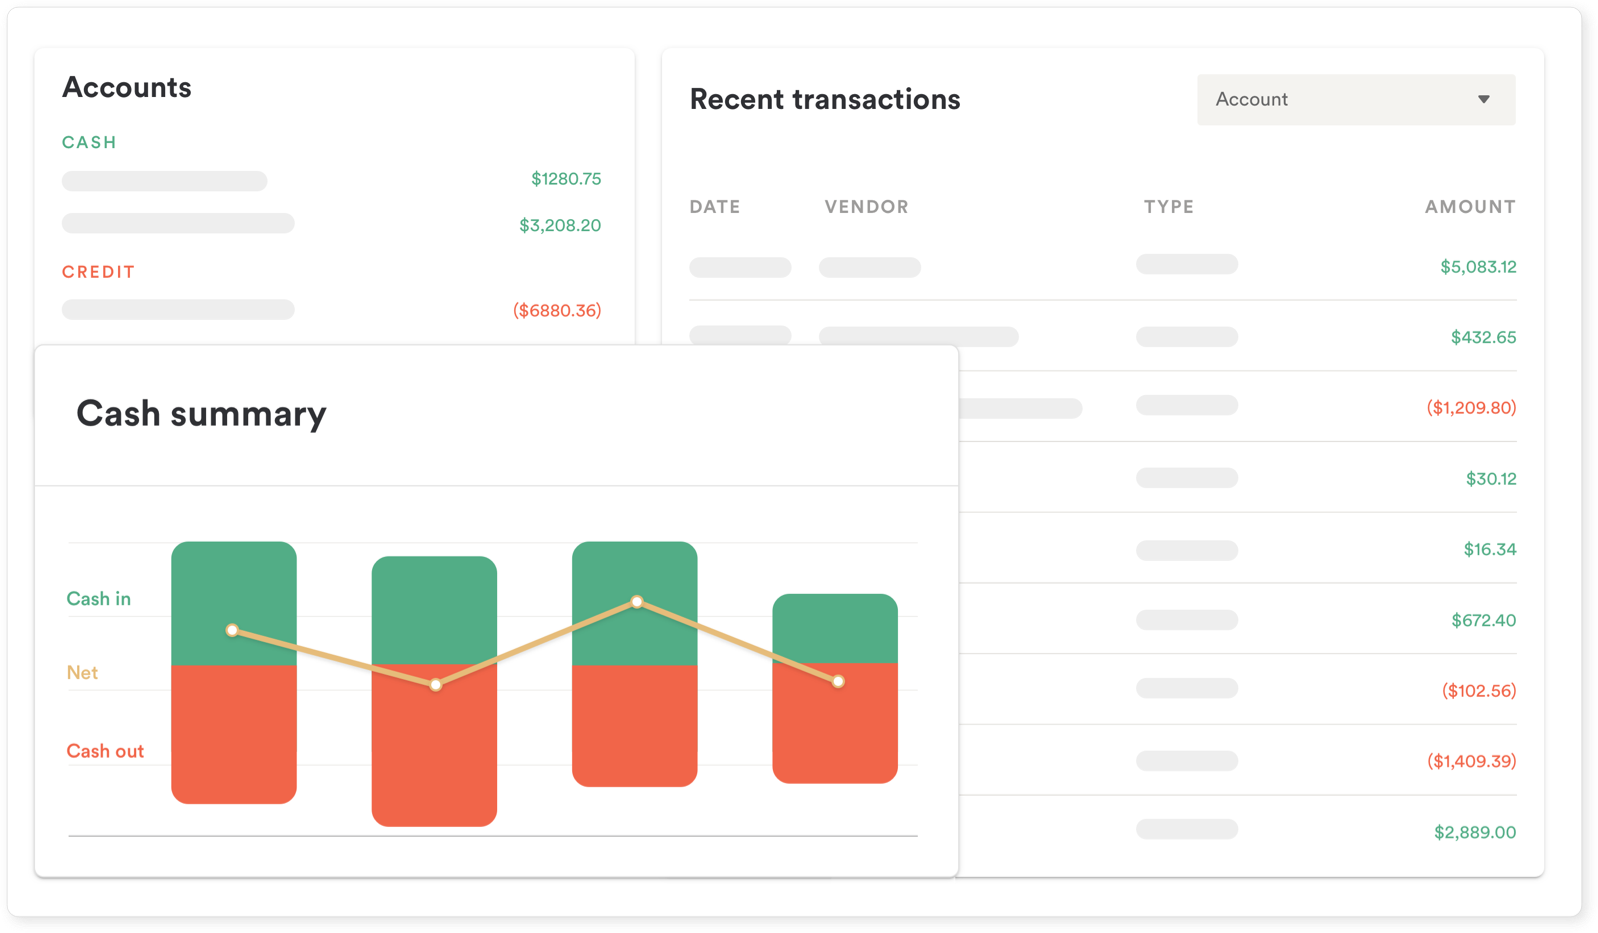 Accounts
CASH
$1280.75
$3,208.20
CREDIT
($6880.36)
Recent transactions
Account
DATE VENDOR TYPE AMOUNT
$5,083.12
$432.65
($1,209.80)
$30.12
$16.34
$672.40
($102.56)
($1,409.39)
$2,889.00
Cash summary
Cash in
Net
Cash out